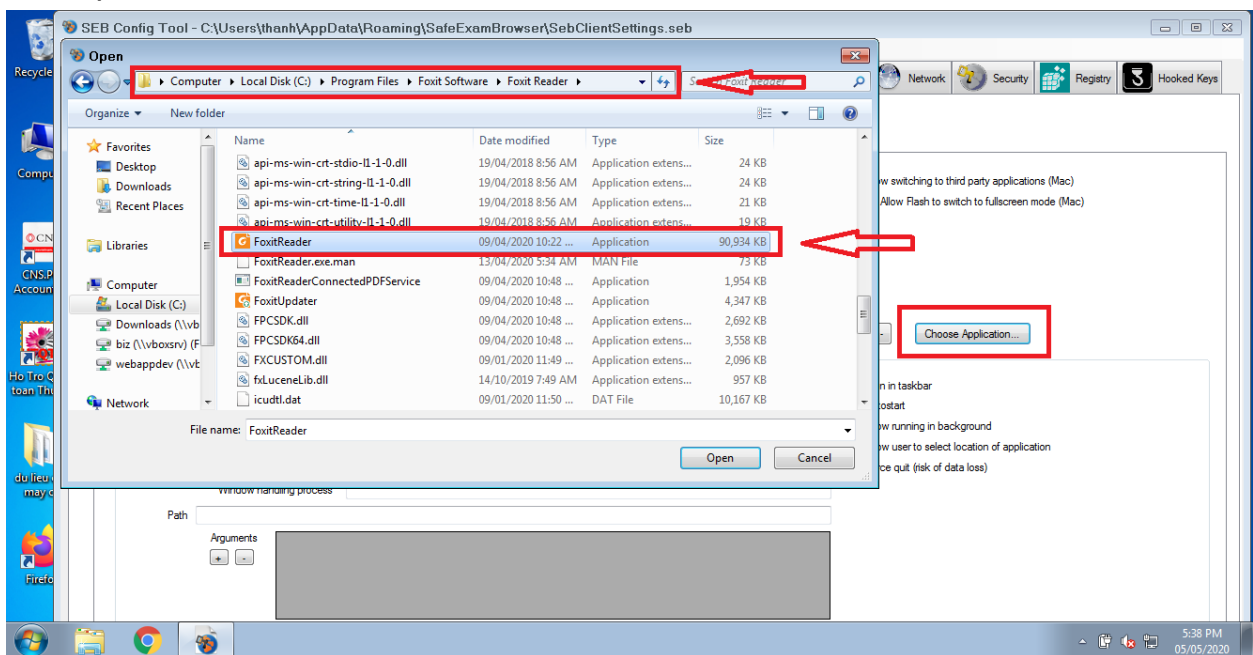 SEB Config Tool - C:\Users\thanh\AppData\Roaming\SafeExamBrowser\SebClientSettings.seb
Open
Recycle
Computer Local Disk (C:) Program Files Foxit Software Foxit Reader
Network Security Registry Hooked Keys
Organize New folder
Name Date modified Type Size
Favorites
Desktop
Downloads
Recent Places
Libraries
Computer
Local Disk (C:)
Downloads (\\vb
biz (\\vboxsrv) (F
webappdev (\\vb
Network
api-ms-win-crt-stdio-l1-1-0.dll 19/04/2018 8:56 AM Application extens... 24 KB
api-ms-win-crt-string-l1-1-0.dll 19/04/2018 8:56 AM Application extens... 24 KB
api-ms-win-crt-time-l1-1-0.dll 19/04/2018 8:56 AM Application extens... 21 KB
api-ms-win-crt-utility-l1-1-0.dll 19/04/2018 8:56 AM Application extens... 19 KB
FoxitReader 09/04/2020 10:22 ... Application 90,934 KB
FoxitReader.exe.man 13/04/2020 5:34 AM MAN File 73 KB
FoxitReaderConnectedPDFService 09/04/2020 10:48 ... Application 1,954 KB
FoxitUpdater 09/04/2020 10:48 ... Application 4,347 KB
FPCSDK.dll 09/04/2020 10:48 ... Application extens... 2,692 KB
FPCSDK64.dll 09/04/2020 10:48 ... Application extens... 3,558 KB
FXCUSTOM.dll 09/01/2020 11:49 ... Application extens... 2,096 KB
fxLuceneLib.dll 14/10/2019 7:49 AM Application extens... 957 KB
icudtl.dat 09/01/2020 11:50 ... DAT File 10,167 KB
File name: FoxitReader
Open Cancel
ow switching to third party applications (Mac)
Allow Flash to switch to fullscreen mode (Mac)
Choose Application...
n in taskbar
tostart
ow running in background
ow user to select location of application
rce quit (risk of data loss)
Window handling process
Path
Arguments
+ -
Compu
CN
CNS.P
Accoun
Ho Tro Q
toan Thu
du lieu
may c
Firefo
5:38 PM
05/05/2020